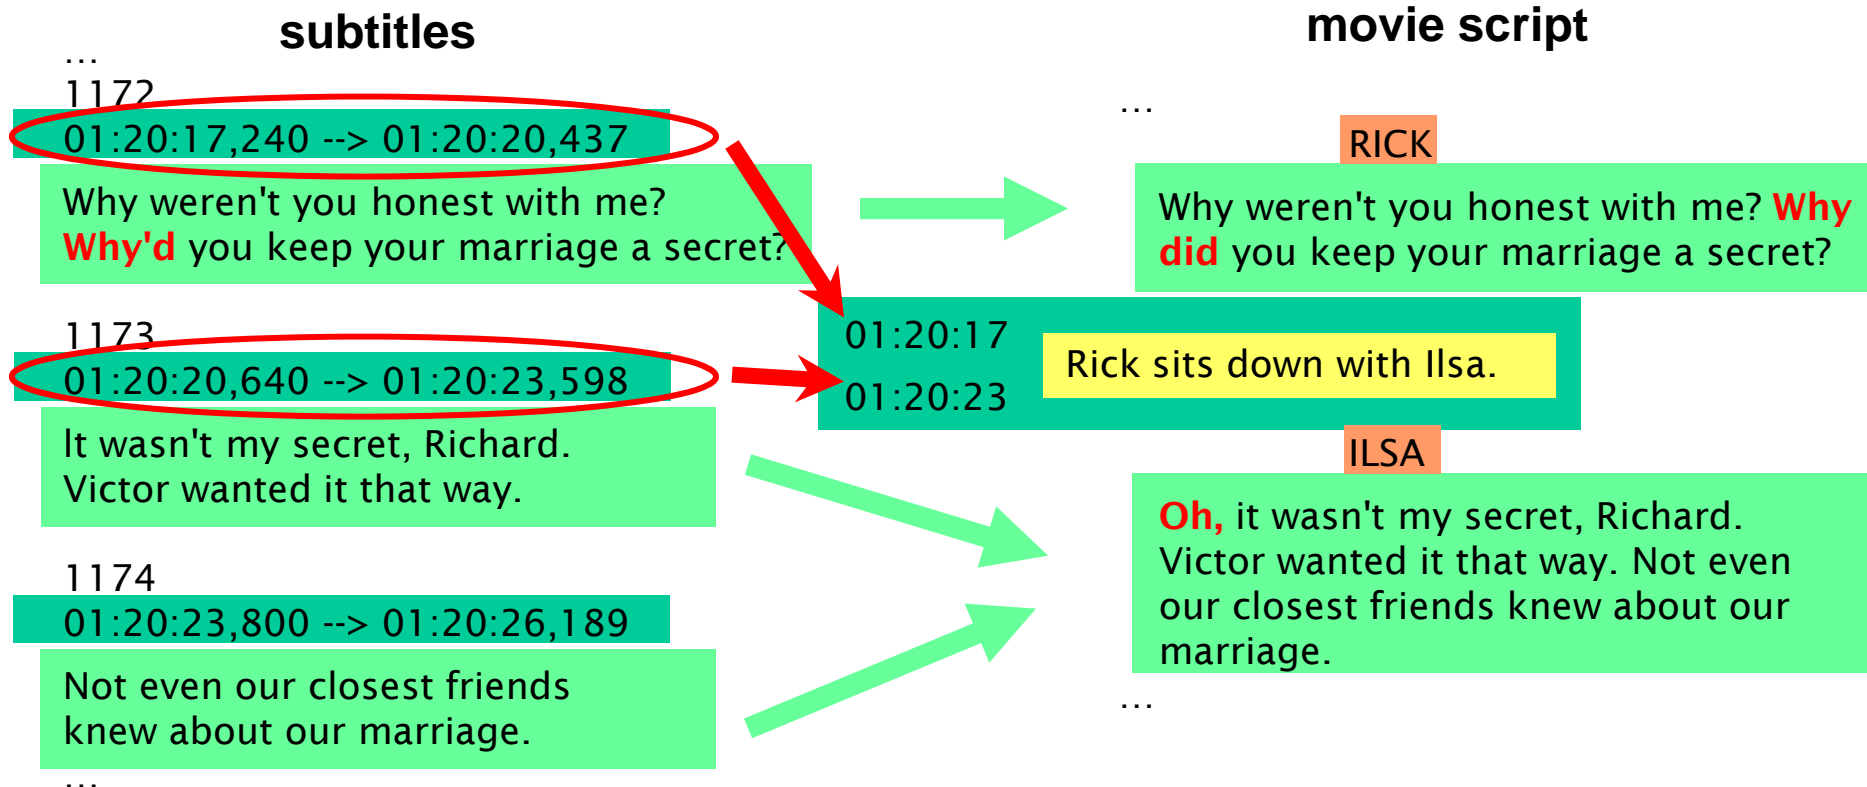 subtitles
…
1172
01:20:17,240 --> 01:20:20,437
Why weren't you honest with me?
Why'd you keep your marriage a secret?
1173
01:20:20,640 --> 01:20:23,598
lt wasn't my secret, Richard.
Victor wanted it that way.
1174
01:20:23,800 --> 01:20:26,189
Not even our closest friends
knew about our marriage.
…
movie script
…
RICK
Why weren't you honest with me? Why
did you keep your marriage a secret?
01:20:17
Rick sits down with Ilsa.
01:20:23
ILSA
Oh, it wasn't my secret, Richard.
Victor wanted it that way. Not even
our closest friends knew about our
marriage.
…